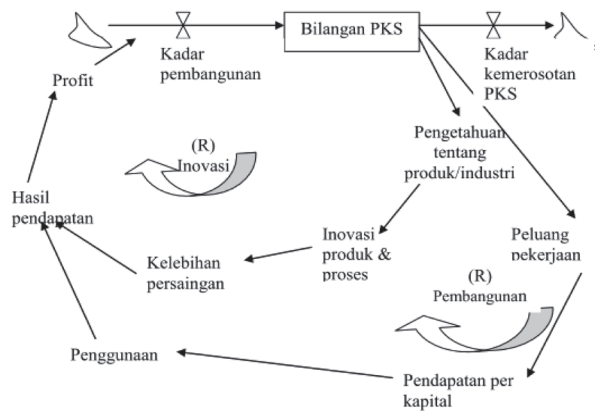 Bilangan PKS
Kadar
pembangunan
Kadar
kemerosotan
PKS
Profit
Pengetahuan
tentang
produk/industri
(R)
Inovasi
Hasil
pendapatan
Inovasi
produk &
proses
Peluang
pekerjaan
Kelebihan
persaingan
(R)
Pembangunan
Penggunaan
Pendapatan per
kapital